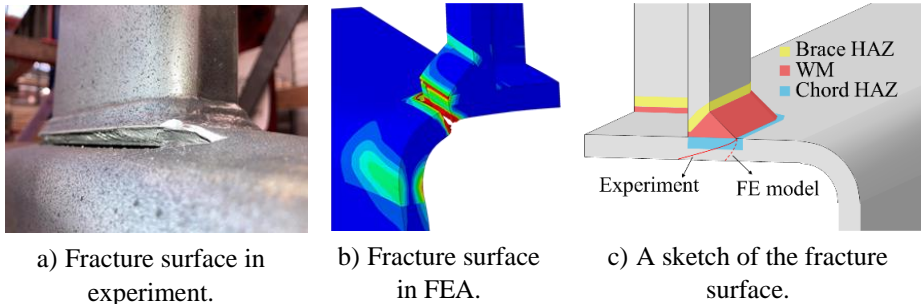 Brace HAZ
WM
Chord HAZ
Experiment
FE model
a) Fracture surface in
experiment.
b) Fracture surface
in FEA.
c) A sketch of the fracture
surface.